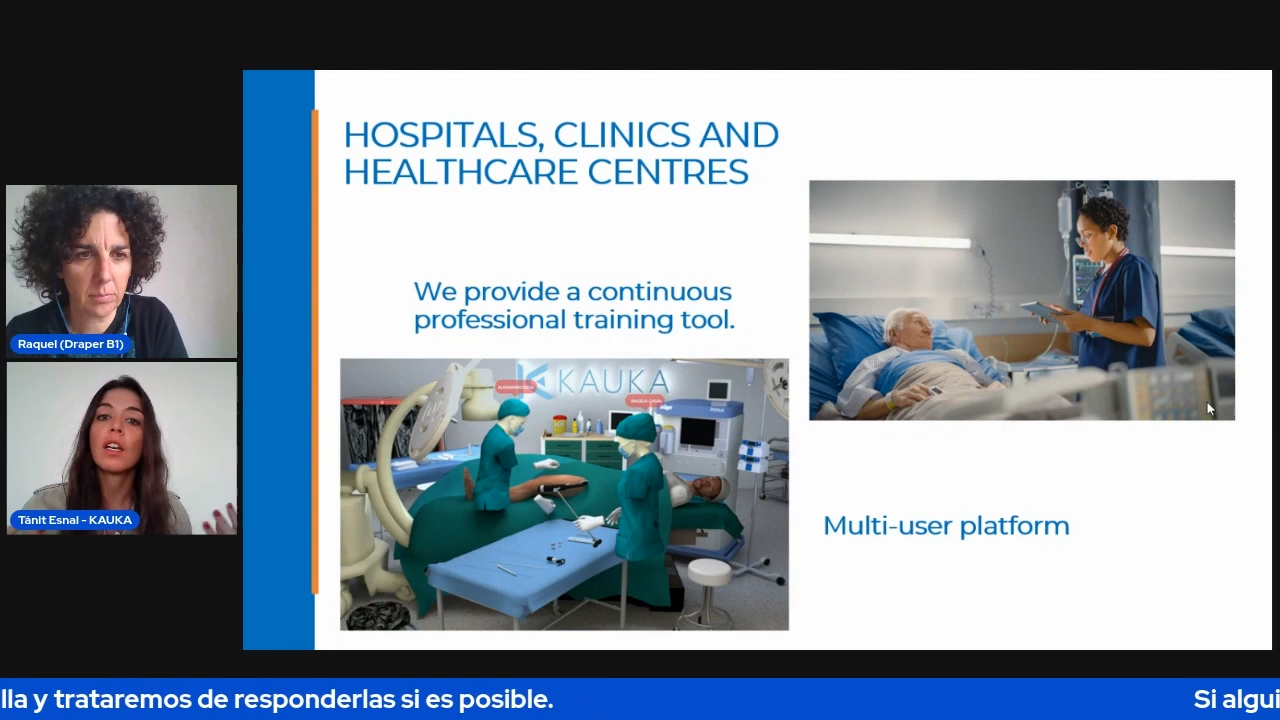 HOSPITALS, CLINICS AND
HEALTHCARE CENTRES
We provide a continuous
professional training tool.
KAUKA
Multi-user platform
Raquel (Draper B1)
Tánit Esnal - KAUKA
lla y trataremos de responderlas si es posible.
Si algui